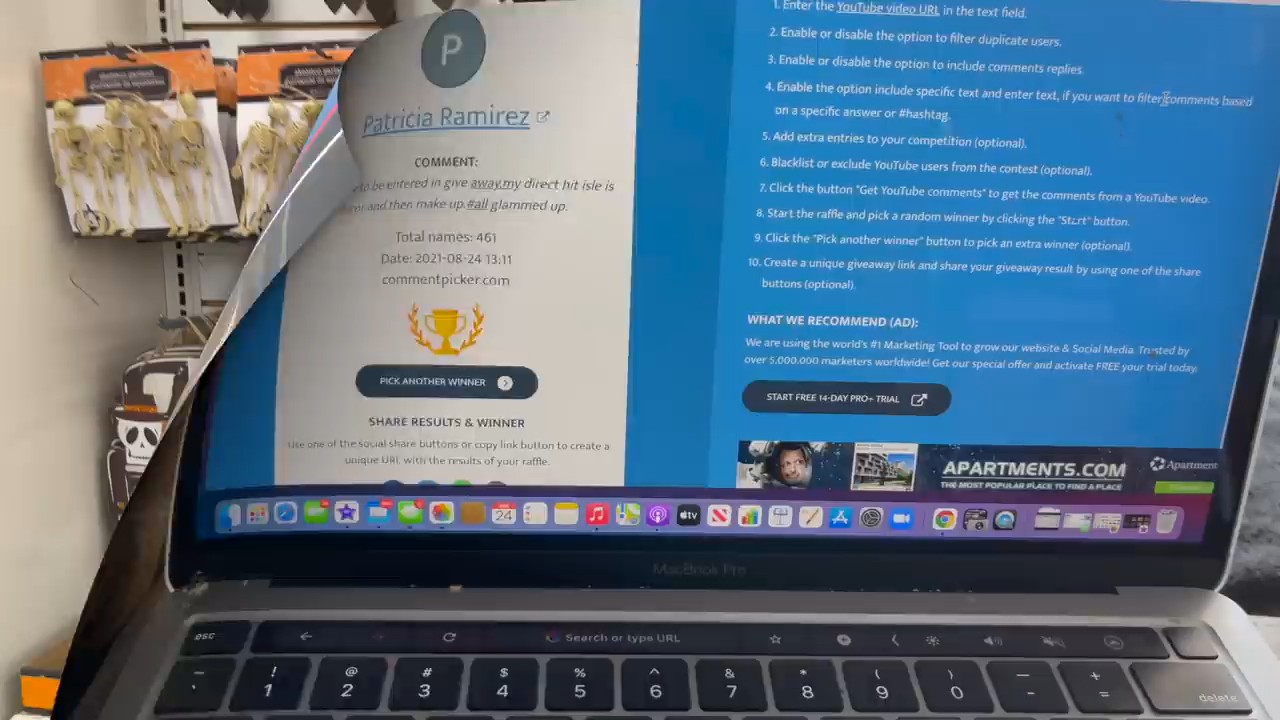 P
Patricia Ramirez
COMMENT:
to be entered in give away.my direct hit isle is
and then make up.#all glammed up.
Total names: 461
Date: 2021-08-24 13:11
commentpicker.com
PICK ANOTHER WINNER
SHARE RESULTS & WINNER
Use one of the social share buttons or copy link button to create a
unique URL with the results of your raffle.
1. Enter the YouTube video URL in the text field.
2. Enable or disable the option to filter duplicate users.
3. Enable or disable the option to include comments replies.
4. Enable the option include specific text and enter text, if you want to filter comments based
on a specific answer or #hashtag.
5. Add extra entries to your competition (optional).
6. Blacklist or exclude YouTube users from the contest (optional).
7. Click the button "Get YouTube comments" to get the comments from a YouTube video.
8. Start the raffle and pick a random winner by clicking the "Start" button.
9. Click the "Pick another winner" button to pick an extra winner (optional).
10. Create a unique giveaway link and share your giveaway result by using one of the share
buttons (optional).
WHAT WE RECOMMEND (AD):
We are using the world's #1 Marketing Tool to grow our website & Social Media. Trusted by
over 5.000.000 marketers worldwide! Get our special offer and activate FREE your trial today.
START FREE 14-DAY PRO+ TRIAL
APARTMENTS.COM
THE MOST POPULAR PLACE TO FIND A PLACE
Apartment
24
tv
MacBook Pro
esc
Search or type URL
! @ # $ % ^ & * ( ) — +
1 2 3 4 5 6 7 8 9 0 - =
delete